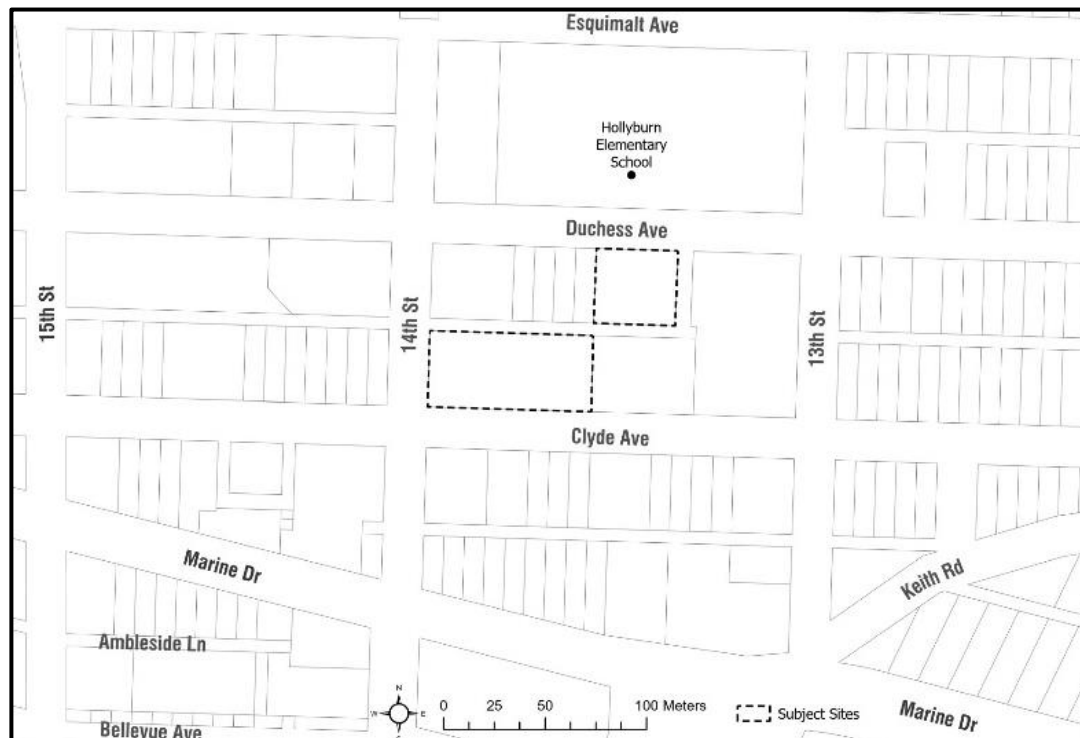 Esquimalt Ave
Hollyburn
Elementary
School
Duchess Ave
15th St
14th St
13th St
Clyde Ave
Marine Dr
Keith Rd
Ambleside Ln
N
W
E
0 25 50 100 Meters
Subject Sites
Marine Dr
Bellevue Ave